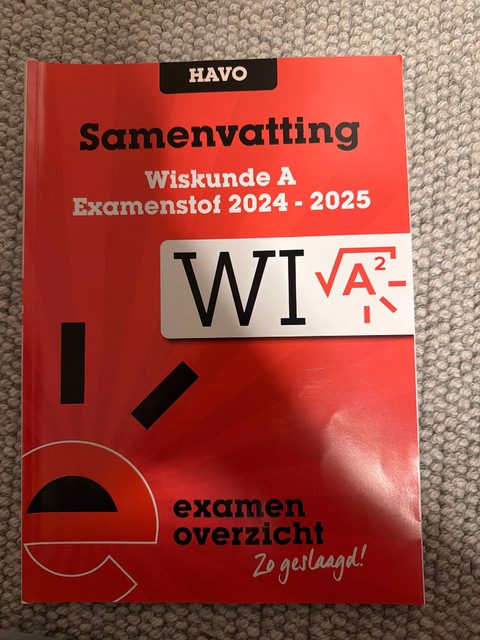 HAVO
Samenvatting
Wiskunde A
Examenstof 2024 - 2025
WI √A²
examen
overzicht
Zo geslaagd!